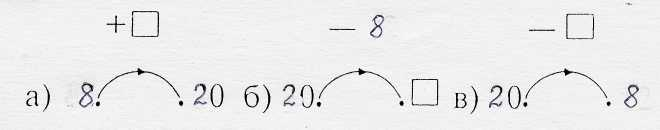 +□ − 8 − □
а) 8. . 20 б) 20. . □ в) 20. . 8